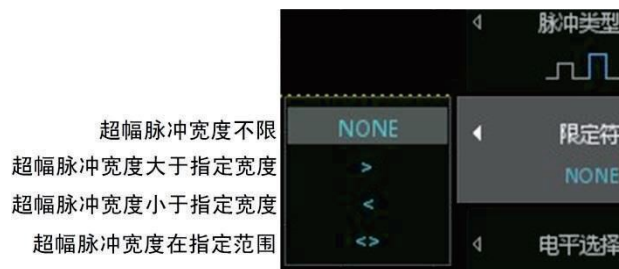 脉冲类型
超幅脉冲宽度不限 NONE 限定符
超幅脉冲宽度大于指定宽度 > NONE
超幅脉冲宽度小于指定宽度 <
超幅脉冲宽度在指定范围 <> 电平选择